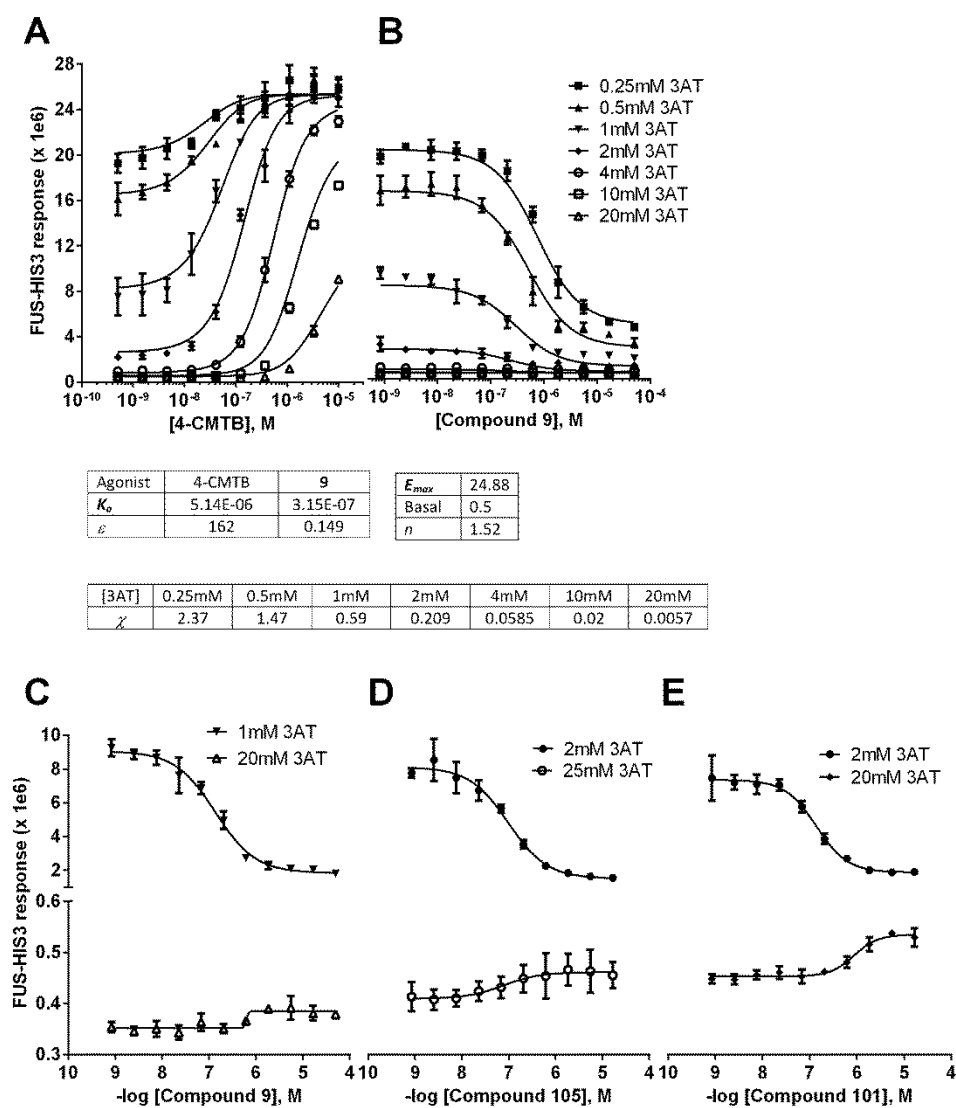 A
B
28
24
20
16
12
8
4
0
FUS-HIS3 response (x 1e6)
10-10 10-9 10-8 10-7 10-6 10-5
[4-CMTB], M
10-9 10-8 10-7 10-6 10-5 10-4
[Compound 9], M
0.25mM 3AT
0.5mM 3AT
1mM 3AT
2mM 3AT
4mM 3AT
10mM 3AT
20mM 3AT
Agonist 4-CMTB 9
Ko 5.14E-06 3.15E-07
ε 162 0.149
Emax 24.88
Basal 0.5
n 1.52
[3AT] 0.25mM 0.5mM 1mM 2mM 4mM 10mM 20mM
χ 2.37 1.47 0.59 0.209 0.0585 0.02 0.0057
C
D
E
10
8
6
4
2
0.5
0.4
0.3
FUS-HIS3 response (x 1e6)
1mM 3AT
20mM 3AT
2mM 3AT
25mM 3AT
2mM 3AT
20mM 3AT
10 9 8 7 6 5 4
-log [Compound 9], M
10 9 8 7 6 5 4
-log [Compound 105], M
10 9 8 7 6 5 4
-log [Compound 101], M